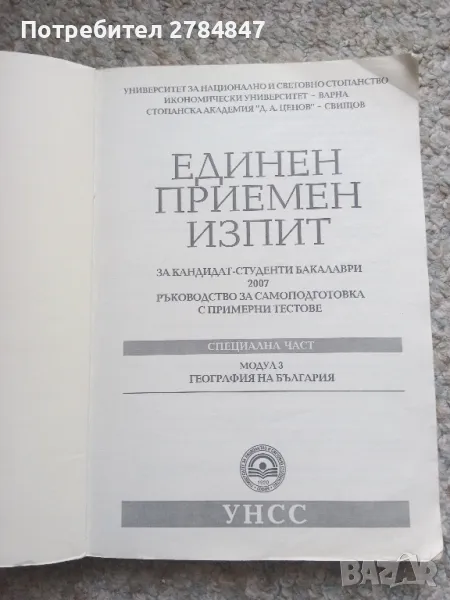 Потребител 2784847
УНИВЕРСИТЕТ ЗА НАЦИОНАЛНО И СВЕТОВНО СТОПАНСТВО
ИКОНОМИЧЕСКИ УНИВЕРСИТЕТ – ВАРНА
СТОПАНСКА АКАДЕМИЯ "Д. А. ЦЕНОВ" – СВИЩОВ
ЕДИНЕН
ПРИЕМЕН
ИЗПИТ
ЗА КАНДИДАТ-СТУДЕНТИ БАКАЛАВРИ
2007
РЪКОВОДСТВО ЗА САМОПОДГОТОВКА
С ПРИМЕРНИ ТЕСТОВЕ
СПЕЦИАЛНА ЧАСТ
МОДУЛ 3
ГЕОГРАФИЯ НА БЪЛГАРИЯ
УНСС
BAZAR